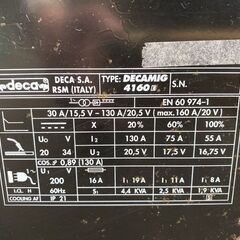 deca
DECA S.A.
RSM (ITALY)
TYPE: DECAMIG
4160E
S.N.
EN 60 974-1
30 A/15,5 V - 130 A/20,5 V (max.160 A/20 V)
X 20% 60% 100%
U0 V I2 130 A 75 A 55 A
20 34 U2 20,5 V 17,5 V 16,75 V
COS φ 0,89 (130 A)
U1 V
200 16 A I1 19 A I1 11 A I1 8 A
I.CL. H 60Hz S1 4,4 KVA 2,5 KVA 1,9 KVA
COOLING AF IP 21 S